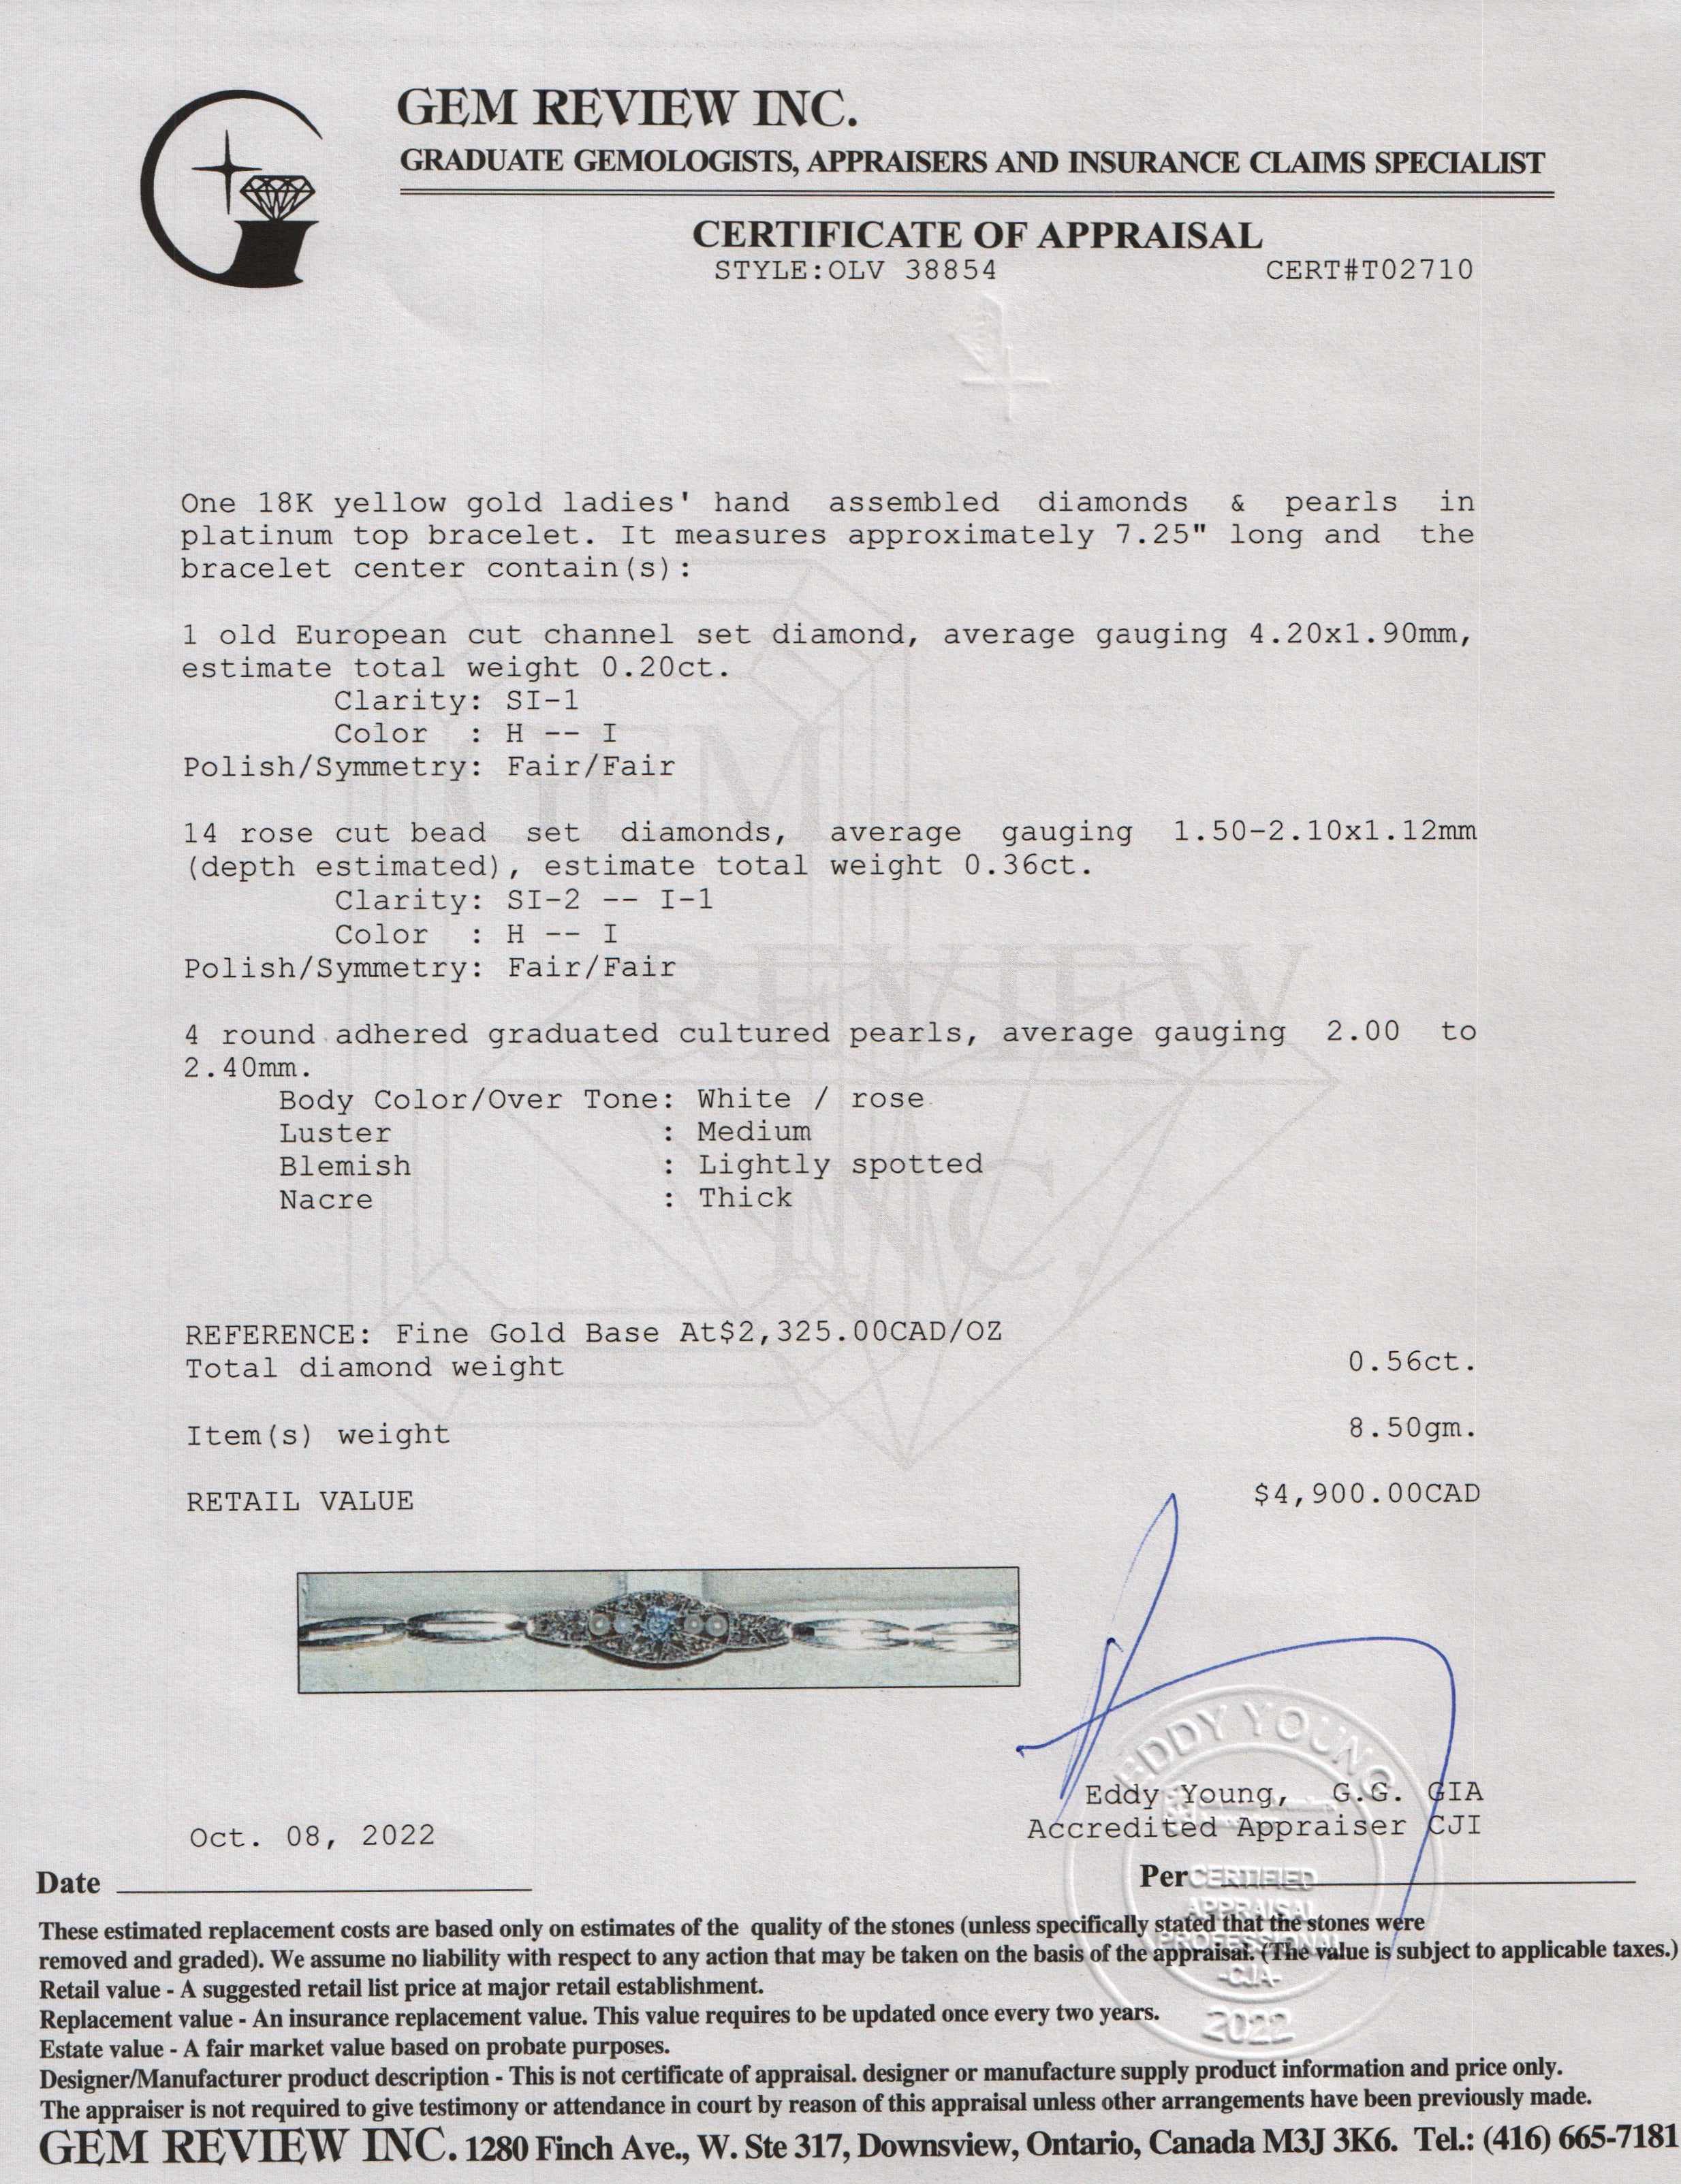 GEM REVIEW INC.
GRADUATE GEMOLOGISTS, APPRAISERS AND INSURANCE CLAIMS SPECIALIST
CERTIFICATE OF APPRAISAL
STYLE:OLV 38854 CERT#T02710
One 18K yellow gold ladies' hand assembled diamonds & pearls in
platinum top bracelet. It measures approximately 7.25" long and the
bracelet center contain(s):
1 old European cut channel set diamond, average gauging 4.20x1.90mm,
estimate total weight 0.20ct.
Clarity: SI-1
Color : H -- I
Polish/Symmetry: Fair/Fair
14 rose cut bead set diamonds, average gauging 1.50-2.10x1.12mm
(depth estimated), estimate total weight 0.36ct.
Clarity: SI-2 -- I-1
Color : H -- I
Polish/Symmetry: Fair/Fair
4 round adhered graduated cultured pearls, average gauging 2.00 to
2.40mm.
Body Color/Over Tone: White / rose
Luster : Medium
Blemish : Lightly spotted
Nacre : Thick
GEM
REVIEW
INC.
REFERENCE: Fine Gold Base At$2,325.00CAD/OZ
Total diamond weight 0.56ct.
Item(s) weight 8.50gm.
RETAIL VALUE $4,900.00CAD
EDDY YOUNG
Eddy Young, G.G. GIA
Accredited Appraiser CJI
Oct. 08, 2022
Date
Per
CERTIFIED
APPRAISAL
PROFESSIONAL
-CJA-
2022
These estimated replacement costs are based only on estimates of the quality of the stones (unless specifically stated that the stones were
removed and graded). We assume no liability with respect to any action that may be taken on the basis of the appraisal. (The value is subject to applicable taxes.)
Retail value - A suggested retail list price at major retail establishment.
Replacement value - An insurance replacement value. This value requires to be updated once every two years.
Estate value - A fair market value based on probate purposes.
Designer/Manufacturer product description - This is not certificate of appraisal. designer or manufacture supply product information and price only.
The appraiser is not required to give testimony or attendance in court by reason of this appraisal unless other arrangements have been previously made.
GEM REVIEW INC. 1280 Finch Ave., W. Ste 317, Downsview, Ontario, Canada M3J 3K6. Tel.: (416) 665-7181